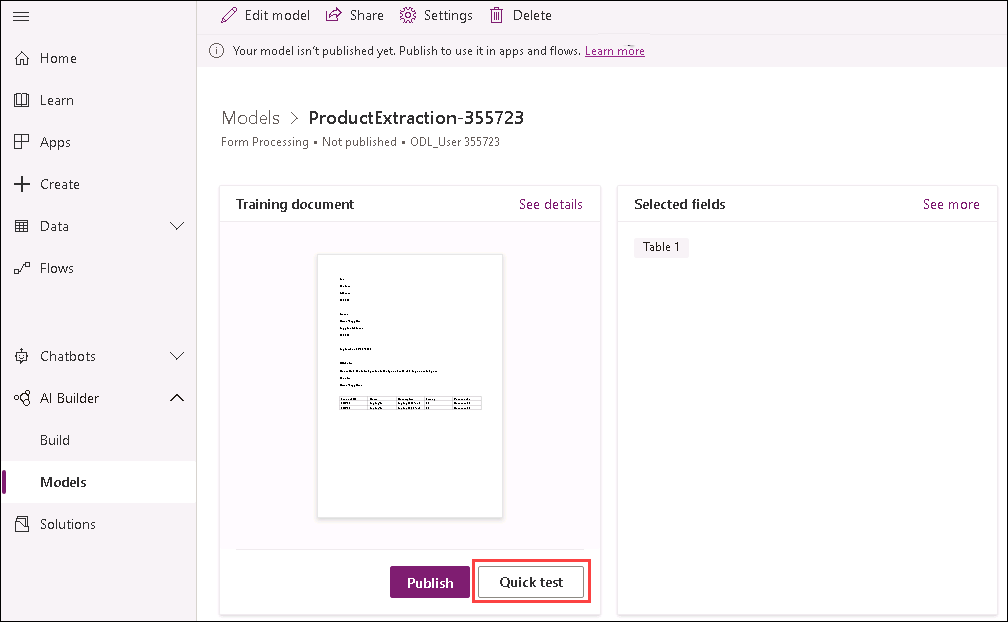 Edit model Share Settings Delete
Your model isn't published yet. Publish to use it in apps and flows. Learn more
Home
Learn
Apps
Create
Data
Flows
Chatbots
AI Builder
Build
Models
Solutions
Models > ProductExtraction-355723
Form Processing • Not published • ODL_User 355723
Training document See details
Publish Quick test
Selected fields See more
Table 1